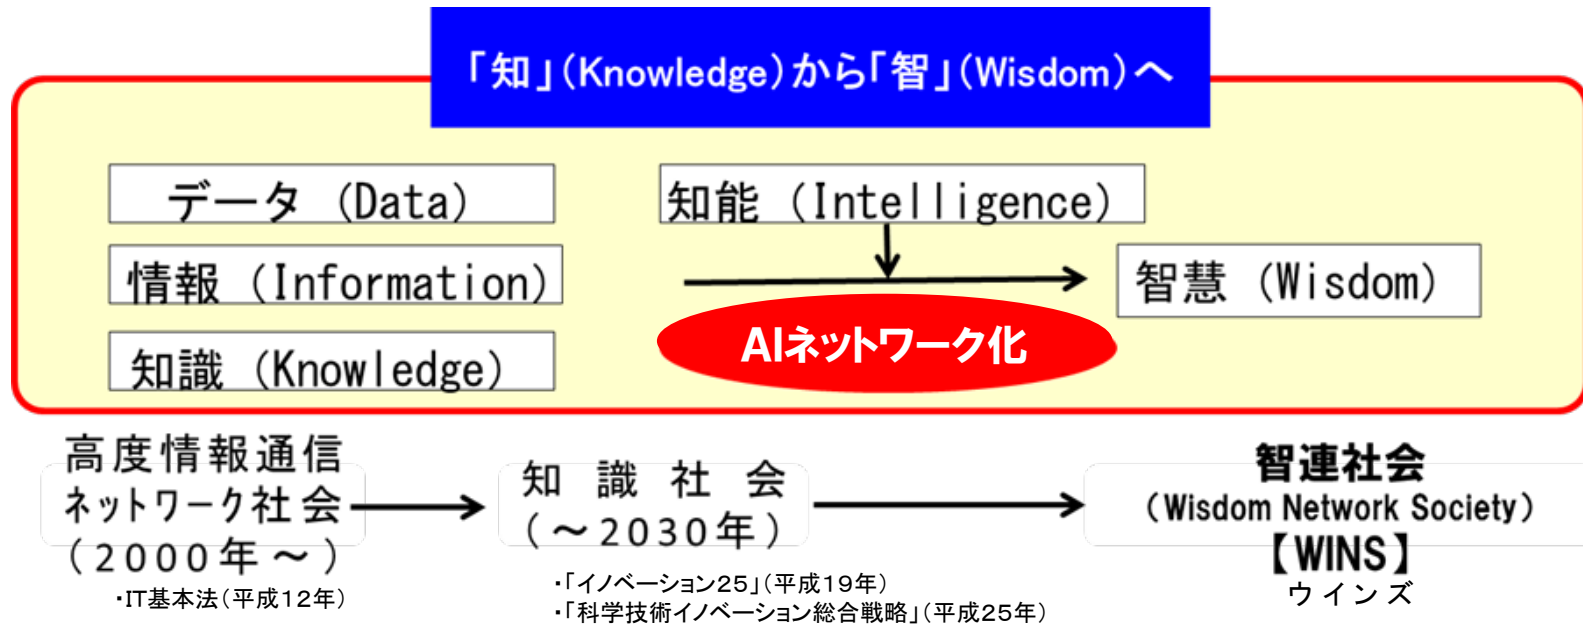 「知」(Knowledge)から「智」(Wisdom)へ
データ (Data)
情報 (Information)
知識 (Knowledge)
知能 (Intelligence)
智慧 (Wisdom)
AIネットワーク化
高度情報通信
ネットワーク社会
(2000年～)
・IT基本法(平成12年)
知識社会
(～2030年)
・「イノベーション25」(平成19年)
・「科学技術イノベーション総合戦略」(平成25年)
智連社会
(Wisdom Network Society)
【WINS】
ウインズ